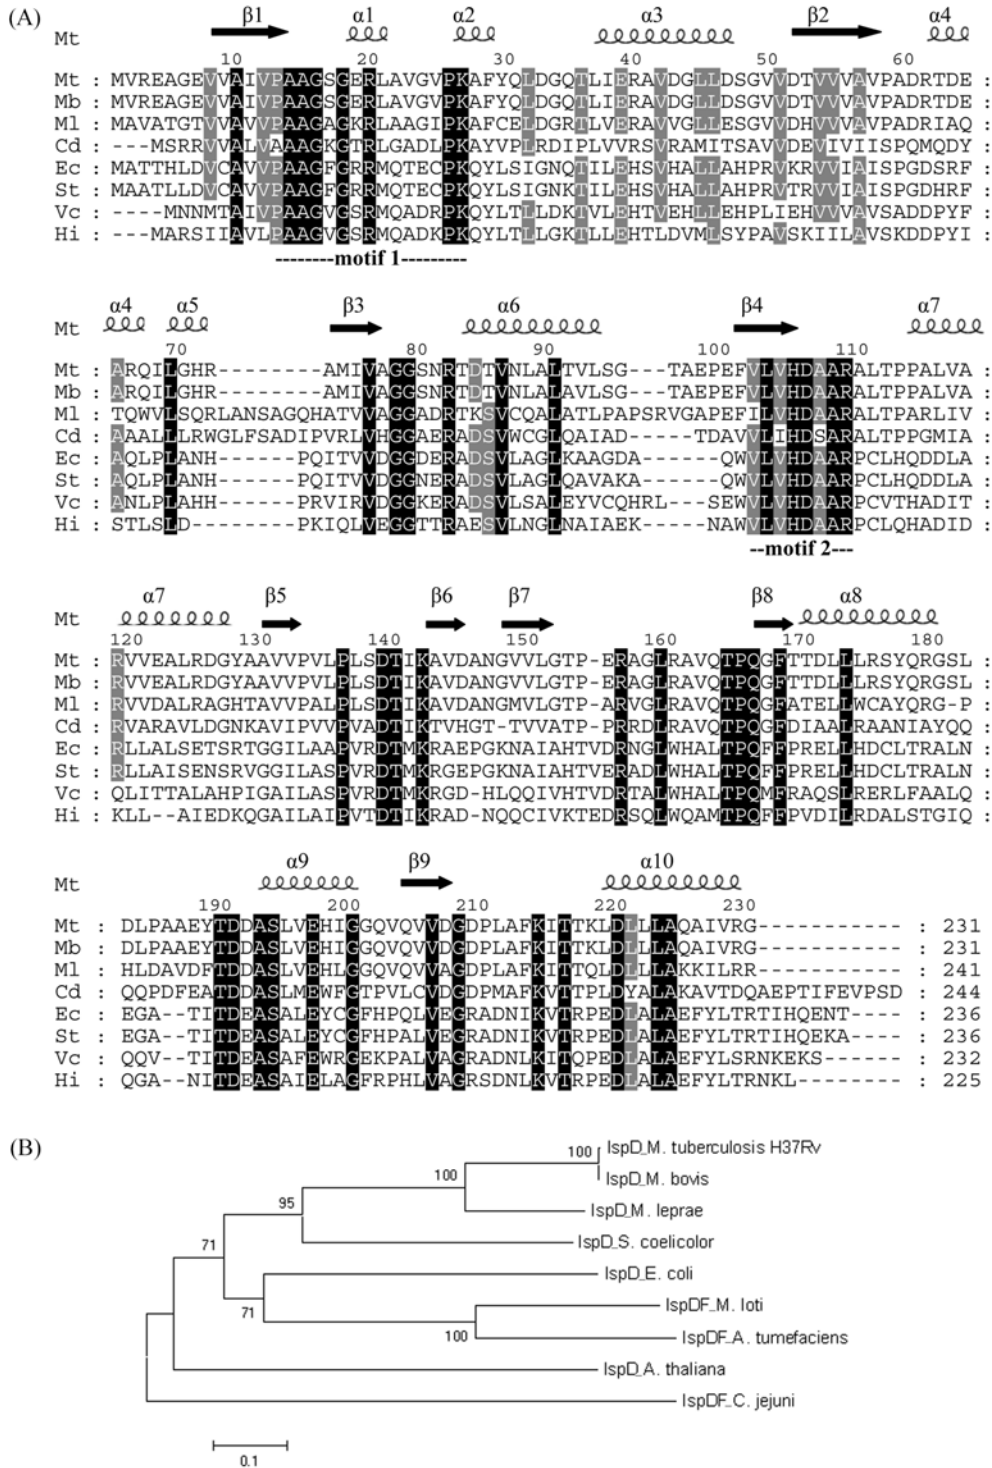 (A)
β1 α1 α2 α3 β2 α4
Mt
10 20 30 40 50 60
Mt : MVREAGEVVAIVPAAGSGERLAVGVPKAFYQLDGQTLIERAVDGLLDSGVVDTVVVAVPADRTDE :
Mb : MVREAGEVVAIVPAAGSGERLAVGVPKAFYQLDGQTLIERAVDGLLDSGVVDTVVVAVPADRTDE :
Ml : MAVATGTVVAVVPAAGAGKRLAAGIPKAFCELDGRTLVERAVVGLLESGVVDHVVVAVPADRIAQ :
Cd : ---MSRRVVALVAAAGKGTRLGADLPKAYVPLRDIPLVVRSVRAMITSAVVDEVIVIISPQMQDY :
Ec : MATTHLDVCAVVPAAGFGRRMQTECPKQYLSIGNQTILEHSVHALLAHPRVKRVVIAISPGDSRF :
St : MAATLLDVCAVVPAAGFGRRMQTECPKQYLSIGNKTILEHSVHALLAHPRVTRVVIAISPGDHRF :
Vc : ----MNNMTAIVPAAGVGSRMQADRPKQYLTLLDKTVLEHTVEHLLEHPLIEHVVVAVSADDPYF :
Hi : ---MARSIIAVLPAAGVGSRMQADKPKQYLTLLGKTLLEHTLDVMLSYPAVSKIILAVSKDDPYI :
--------motif 1---------
α4 α5 β3 α6 β4 α7
Mt
70 80 90 100 110
Mt : ARQILGHR--------AMIVAGGSNRTDTVNLALTVLSG---TAEPEFVLVHDAARALTPPALVA :
Mb : ARQILGHR--------AMIVAGGSNRTDTVNLALAVLSG---TAEPEFVLVHDAARALTPPALVA :
Ml : TQWVLSQRLANSAGQHATVVAGGADRTKSVCQALATLPAPSRVGAPEFILVHDAARALTPARLIV :
Cd : AAALLLRWGLFSADIPVRLVHGGAERADSVWCGLQAIAD-----TDAVVLIHDSARALTPPGMIA :
Ec : AQLPLANH------PQITVVDGGDERADSVLAGLKAAGDA-----QWVLVHDAARPCLHQDDLA :
St : AQLPLANH------PQITVVDGGNERADSVLAGLQAVAKA-----QWVLVHDAARPCLHQDDLA :
Vc : ANLPLAHH------PRVIRVDGGKERADSVLSALEYVCQHRL---SEWVLVHDAARPCVTHADIT :
Hi : STLSLD--------PKIQLVEGGTTRAESVLNGLNAIAEK-----NAWVLVHDAARPCLQHADID :
--motif 2---
α7 β5 β6 β7 β8 α8
Mt
120 130 140 150 160 170 180
Mt : RVVEALRDGYAAVVPVLPLSDTIKAVDANGVVLGTP-ERAGLRAVQTPQGFTTDLLLRSYQRGSL :
Mb : RVVEALRDGYAAVVPVLPLSDTIKAVDANGVVLGTP-ERAGLRAVQTPQGFTTDLLLRSYQRGSL :
Ml : RVVDALRAGHTAVVPALPLSDTIKAVDANGMVLGTP-ARVGLRAVQTPQGFATELLWCAYQRG-P :
Cd : RVARAVLDGNKAVIPVVPVADTIKTVHGT-TVVATP-PRRDLRAVQTPQGFDIAALRAANIAYQQ :
Ec : RLLALSETSRTGGILAAPVRDTMKRAEPGKNAIAHTVDRNGLWHALTPQFFPRELLHDCLTRALN :
St : RLLAISENSRVGGILASPVRDTMKRGEPGKNAIAHTVERADLWHALTPQFFPRELLHDCLTRALN :
Vc : QLITTALAHPIGAILASPVRDTMKRGD-HLQQIVHTVDRTALWHALTPQMFRAQSLRERLFAALQ :
Hi : KLL--AIEDKQGAILAIPVTDTIKRAD-NQQCIVKTEDRSQLWQAMTPQFFPVDILRDALSTGIQ :
α9 β9 α10
Mt
190 200 210 220 230
Mt : DLPAAEYTDDASLVEHIGGQVQVVDGDPLAFKITTKLDLLLAQAIVRG----------- : 231
Mb : DLPAAEYTDDASLVEHIGGQVQVVDGDPLAFKITTKLDLLLAQAIVRG----------- : 231
Ml : HLDAVDFTDDASLVEHLGGQVQVVAGDPLAFKITTQLDLLLAKKILRR----------- : 241
Cd : QQPDFEATDDASLMEWFGTPVLCVDGDPMAFKVTTPLDYALAKAVTDQAEPTIFEVPSD : 244
Ec : EGA--TITDEASALEYCGFHPQLVEGRADNIKVTRPEDLALAEFYLTRTIHQENT---- : 236
St : EGA--TITDEASALEYCGFHPALVEGRADNIKVTRPEDLALAEFYLTRTIHQEKA---- : 236
Vc : QQV--TITDEASAFEWRGEKPALVAGRADNLKITQPEDLALAEFYLSRNKEKS------ : 232
Hi : QGA--NITDEASAIELAGFRPHLVAGRSDNLKVTRPEDLALAEFYLTRNKL-------- : 225
(B)
100 IspD_M. tuberculosis H37Rv
IspD_M. bovis
100
IspD_M. leprae
95
IspD_S. coelicolor
71
IspD_E. coli
71
IspDF_M. loti
100
IspDF_A. tumefaciens
IspD_A. thaliana
IspDF_C. jejuni
0.1